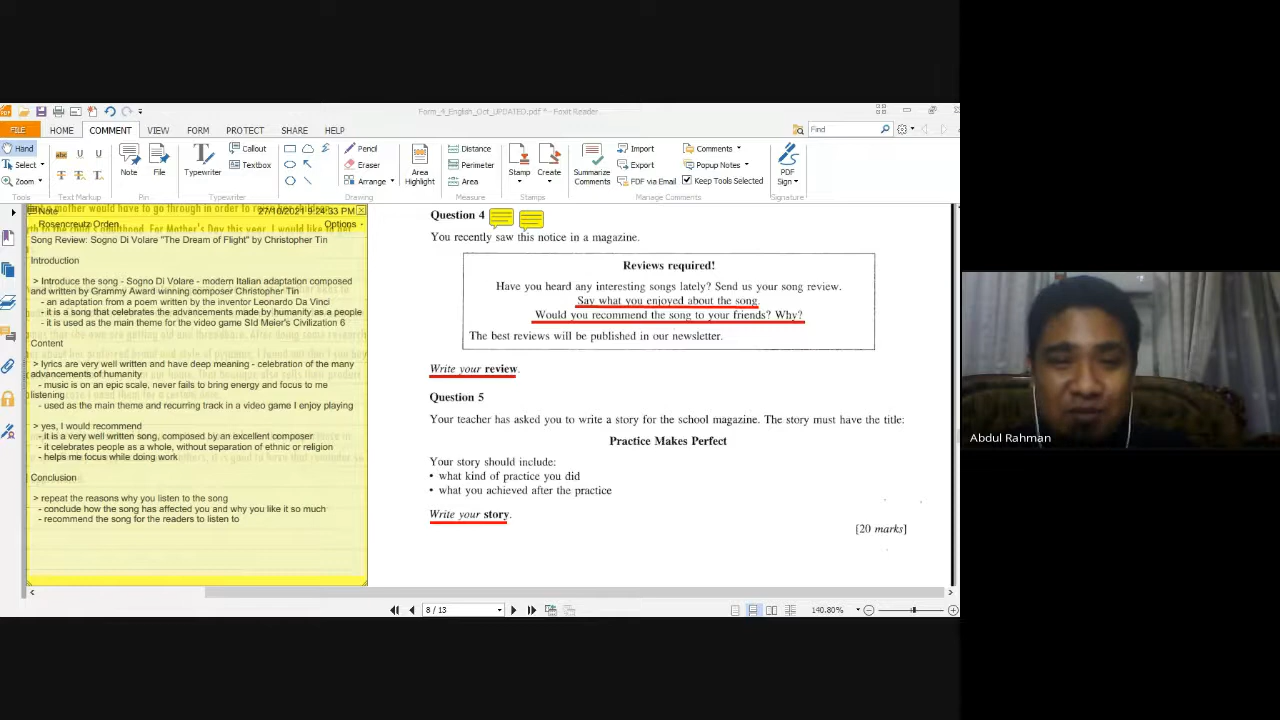 Form_4_English_Oct_UPDATED.pdf * - Foxit Reader
FILE HOME COMMENT VIEW FORM PROTECT SHARE HELP
Find
Hand
Select
Zoom
Tools
Text Markup
Note
File
Pin
Typewriter
Callout
Textbox
Typewriter
Pencil
Eraser
Arrange
Drawing
Area Highlight
Distance
Perimeter
Area
Measure
Stamp
Create
Stamps
Summarize Comments
Import
Export
FDF via Email
Comments
Popup Notes
Keep Tools Selected
Manage Comments
PDF Sign
Signature
Note 27/10/2021 9:24:33 PM
Rosencreutz Orden Options
Song Review: Sogno Di Volare "The Dream of Flight" by Christopher Tin
Introduction
> Introduce the song - Sogno Di Volare - modern Italian adaptation composed
and written by Grammy Award winning composer Christopher Tin
- an adaptation from a poem written by the inventor Leonardo Da Vinci
- it is a song that celebrates the advancements made by humanity as a people
- it is used as the main theme for the video game SId Meier's Civilization 6
Content
> lyrics are very well written and have deep meaning - celebration of the many
advancements of humanity
- music is on an epic scale, never fails to bring energy and focus to me
listening
- used as the main theme and recurring track in a video game I enjoy playing
> yes, I would recommend
- it is a very well written song, composed by an excellent composer
- it celebrates people as a whole, without separation of ethnic or religion
- helps me focus while doing work
Conclusion
> repeat the reasons why you listen to the song
- conclude how the song has affected you and why you like it so much
- recommend the song for the readers to listen to
Question 4
You recently saw this notice in a magazine.
Reviews required!
Have you heard any interesting songs lately? Send us your song review.
Say what you enjoyed about the song.
Would you recommend the song to your friends? Why?
The best reviews will be published in our newsletter.
Write your review.
Question 5
Your teacher has asked you to write a story for the school magazine. The story must have the title:
Practice Makes Perfect
Your story should include:
• what kind of practice you did
• what you achieved after the practice
Write your story.
[20 marks]
8 / 13
140.80%
Abdul Rahman